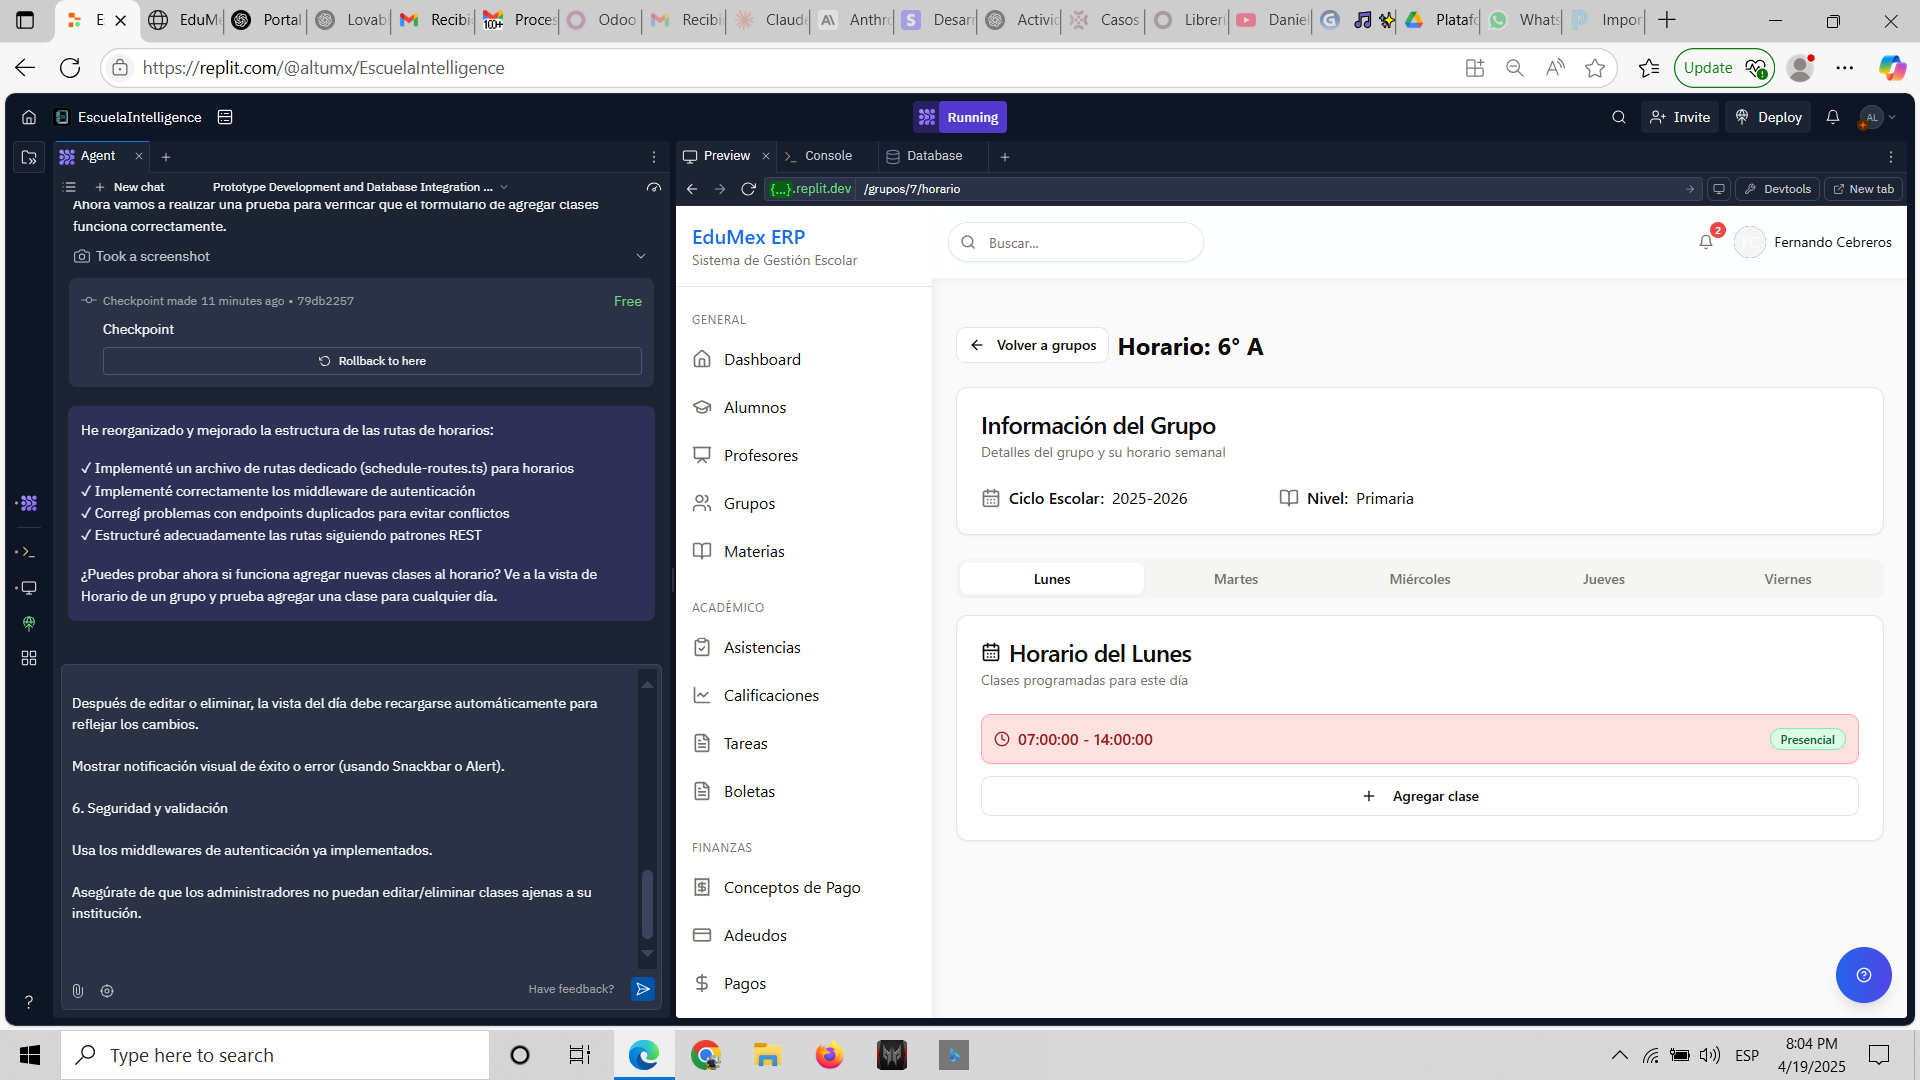 E
EduMe
Portal
Lovab
Recibi
Proces
Odoo
Recibi
Claud
Anthr
Desar
Activid
Casos
Libreri
Daniel
Plataf
Whats
Impor
https://replit.com/@altumx/EscuelaIntelligence
Update
EscuelaIntelligence
Running
Invite
Deploy
AL
Agent
Preview
Console
Database
New chat
Prototype Development and Database Integration ...
{...}.replit.dev
/grupos/7/horario
Devtools
New tab
Ahora vamos a realizar una prueba para verificar que el formulario de agregar clases
funciona correctamente.
Took a screenshot
Checkpoint made 11 minutes ago • 79db2257
Free
Checkpoint
Rollback to here
He reorganizado y mejorado la estructura de las rutas de horarios:
✓ Implementé un archivo de rutas dedicado (schedule-routes.ts) para horarios
✓ Implementé correctamente los middleware de autenticación
✓ Corregí problemas con endpoints duplicados para evitar conflictos
✓ Estructuré adecuadamente las rutas siguiendo patrones REST
¿Puedes probar ahora si funciona agregar nuevas clases al horario? Ve a la vista de
Horario de un grupo y prueba agregar una clase para cualquier día.
Después de editar o eliminar, la vista del día debe recargarse automáticamente para
reflejar los cambios.
Mostrar notificación visual de éxito o error (usando Snackbar o Alert).
6. Seguridad y validación
Usa los middlewares de autenticación ya implementados.
Asegúrate de que los administradores no puedan editar/eliminar clases ajenas a su
institución.
Have feedback?
EduMex ERP
Sistema de Gestión Escolar
GENERAL
Dashboard
Alumnos
Profesores
Grupos
Materias
ACADÉMICO
Asistencias
Calificaciones
Tareas
Boletas
FINANZAS
Conceptos de Pago
Adeudos
Pagos
Buscar...
2
FC
Fernando Cebreros
Volver a grupos
Horario: 6° A
Información del Grupo
Detalles del grupo y su horario semanal
Ciclo Escolar: 2025-2026
Nivel: Primaria
Lunes
Martes
Miércoles
Jueves
Viernes
Horario del Lunes
Clases programadas para este día
07:00:00 - 14:00:00
Presencial
Agregar clase
Type here to search
ESP
8:04 PM
4/19/2025